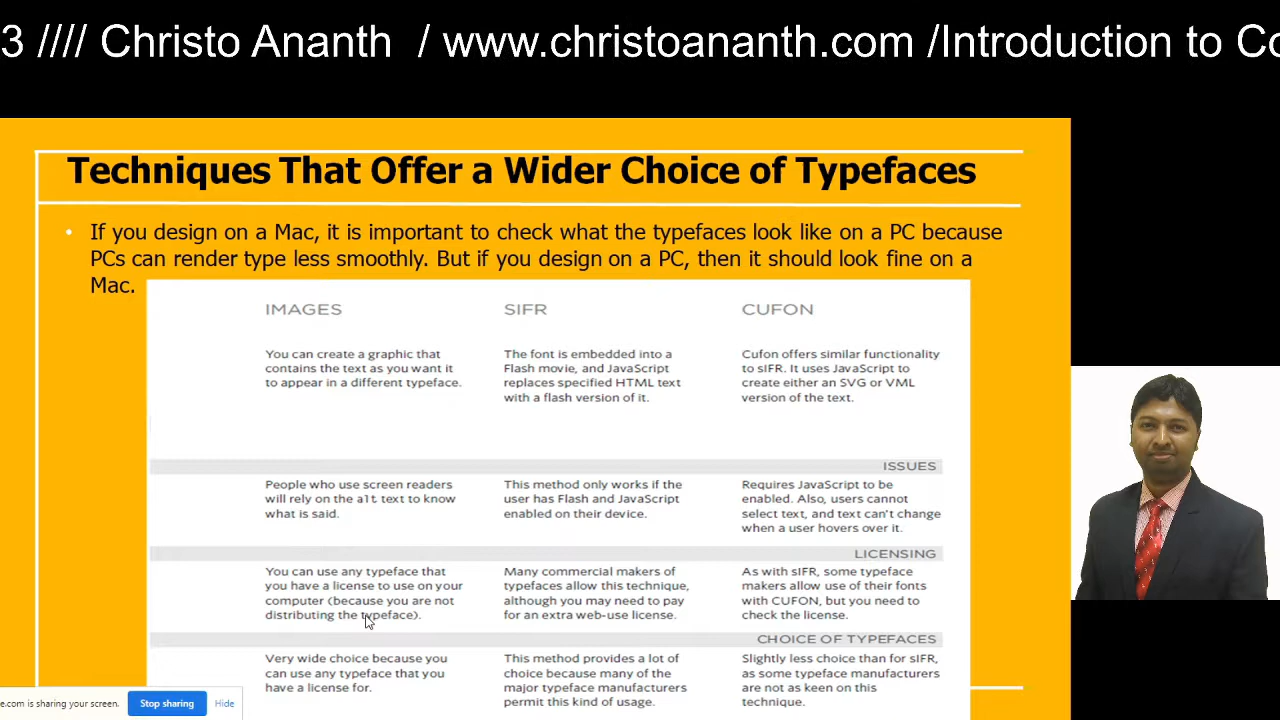 3 //// Christo Ananth / www.christoananth.com /Introduction to Co
Techniques That Offer a Wider Choice of Typefaces
• If you design on a Mac, it is important to check what the typefaces look like on a PC because
PCs can render type less smoothly. But if you design on a PC, then it should look fine on a
Mac.
IMAGES
You can create a graphic that
contains the text as you want it
to appear in a different typeface.
SIFR
The font is embedded into a
Flash movie, and JavaScript
replaces specified HTML text
with a flash version of it.
CUFON
Cufon offers similar functionality
to sIFR. It uses JavaScript to
create either an SVG or VML
version of the text.
ISSUES
People who use screen readers
will rely on the alt text to know
what is said.
This method only works if the
user has Flash and JavaScript
enabled on their device.
Requires JavaScript to be
enabled. Also, users cannot
select text, and text can't change
when a user hovers over it.
LICENSING
You can use any typeface that
you have a license to use on your
computer (because you are not
distributing the typeface).
Many commercial makers of
typefaces allow this technique,
although you may need to pay
for an extra web-use license.
As with sIFR, some typeface
makers allow use of their fonts
with CUFON, but you need to
check the license.
CHOICE OF TYPEFACES
Very wide choice because you
can use any typeface that you
have a license for.
This method provides a lot of
choice because many of the
major typeface manufacturers
permit this kind of usage.
Slightly less choice than for sIFR,
as some typeface manufacturers
are not as keen on this
technique.
e.com is sharing your screen.
Stop sharing
Hide